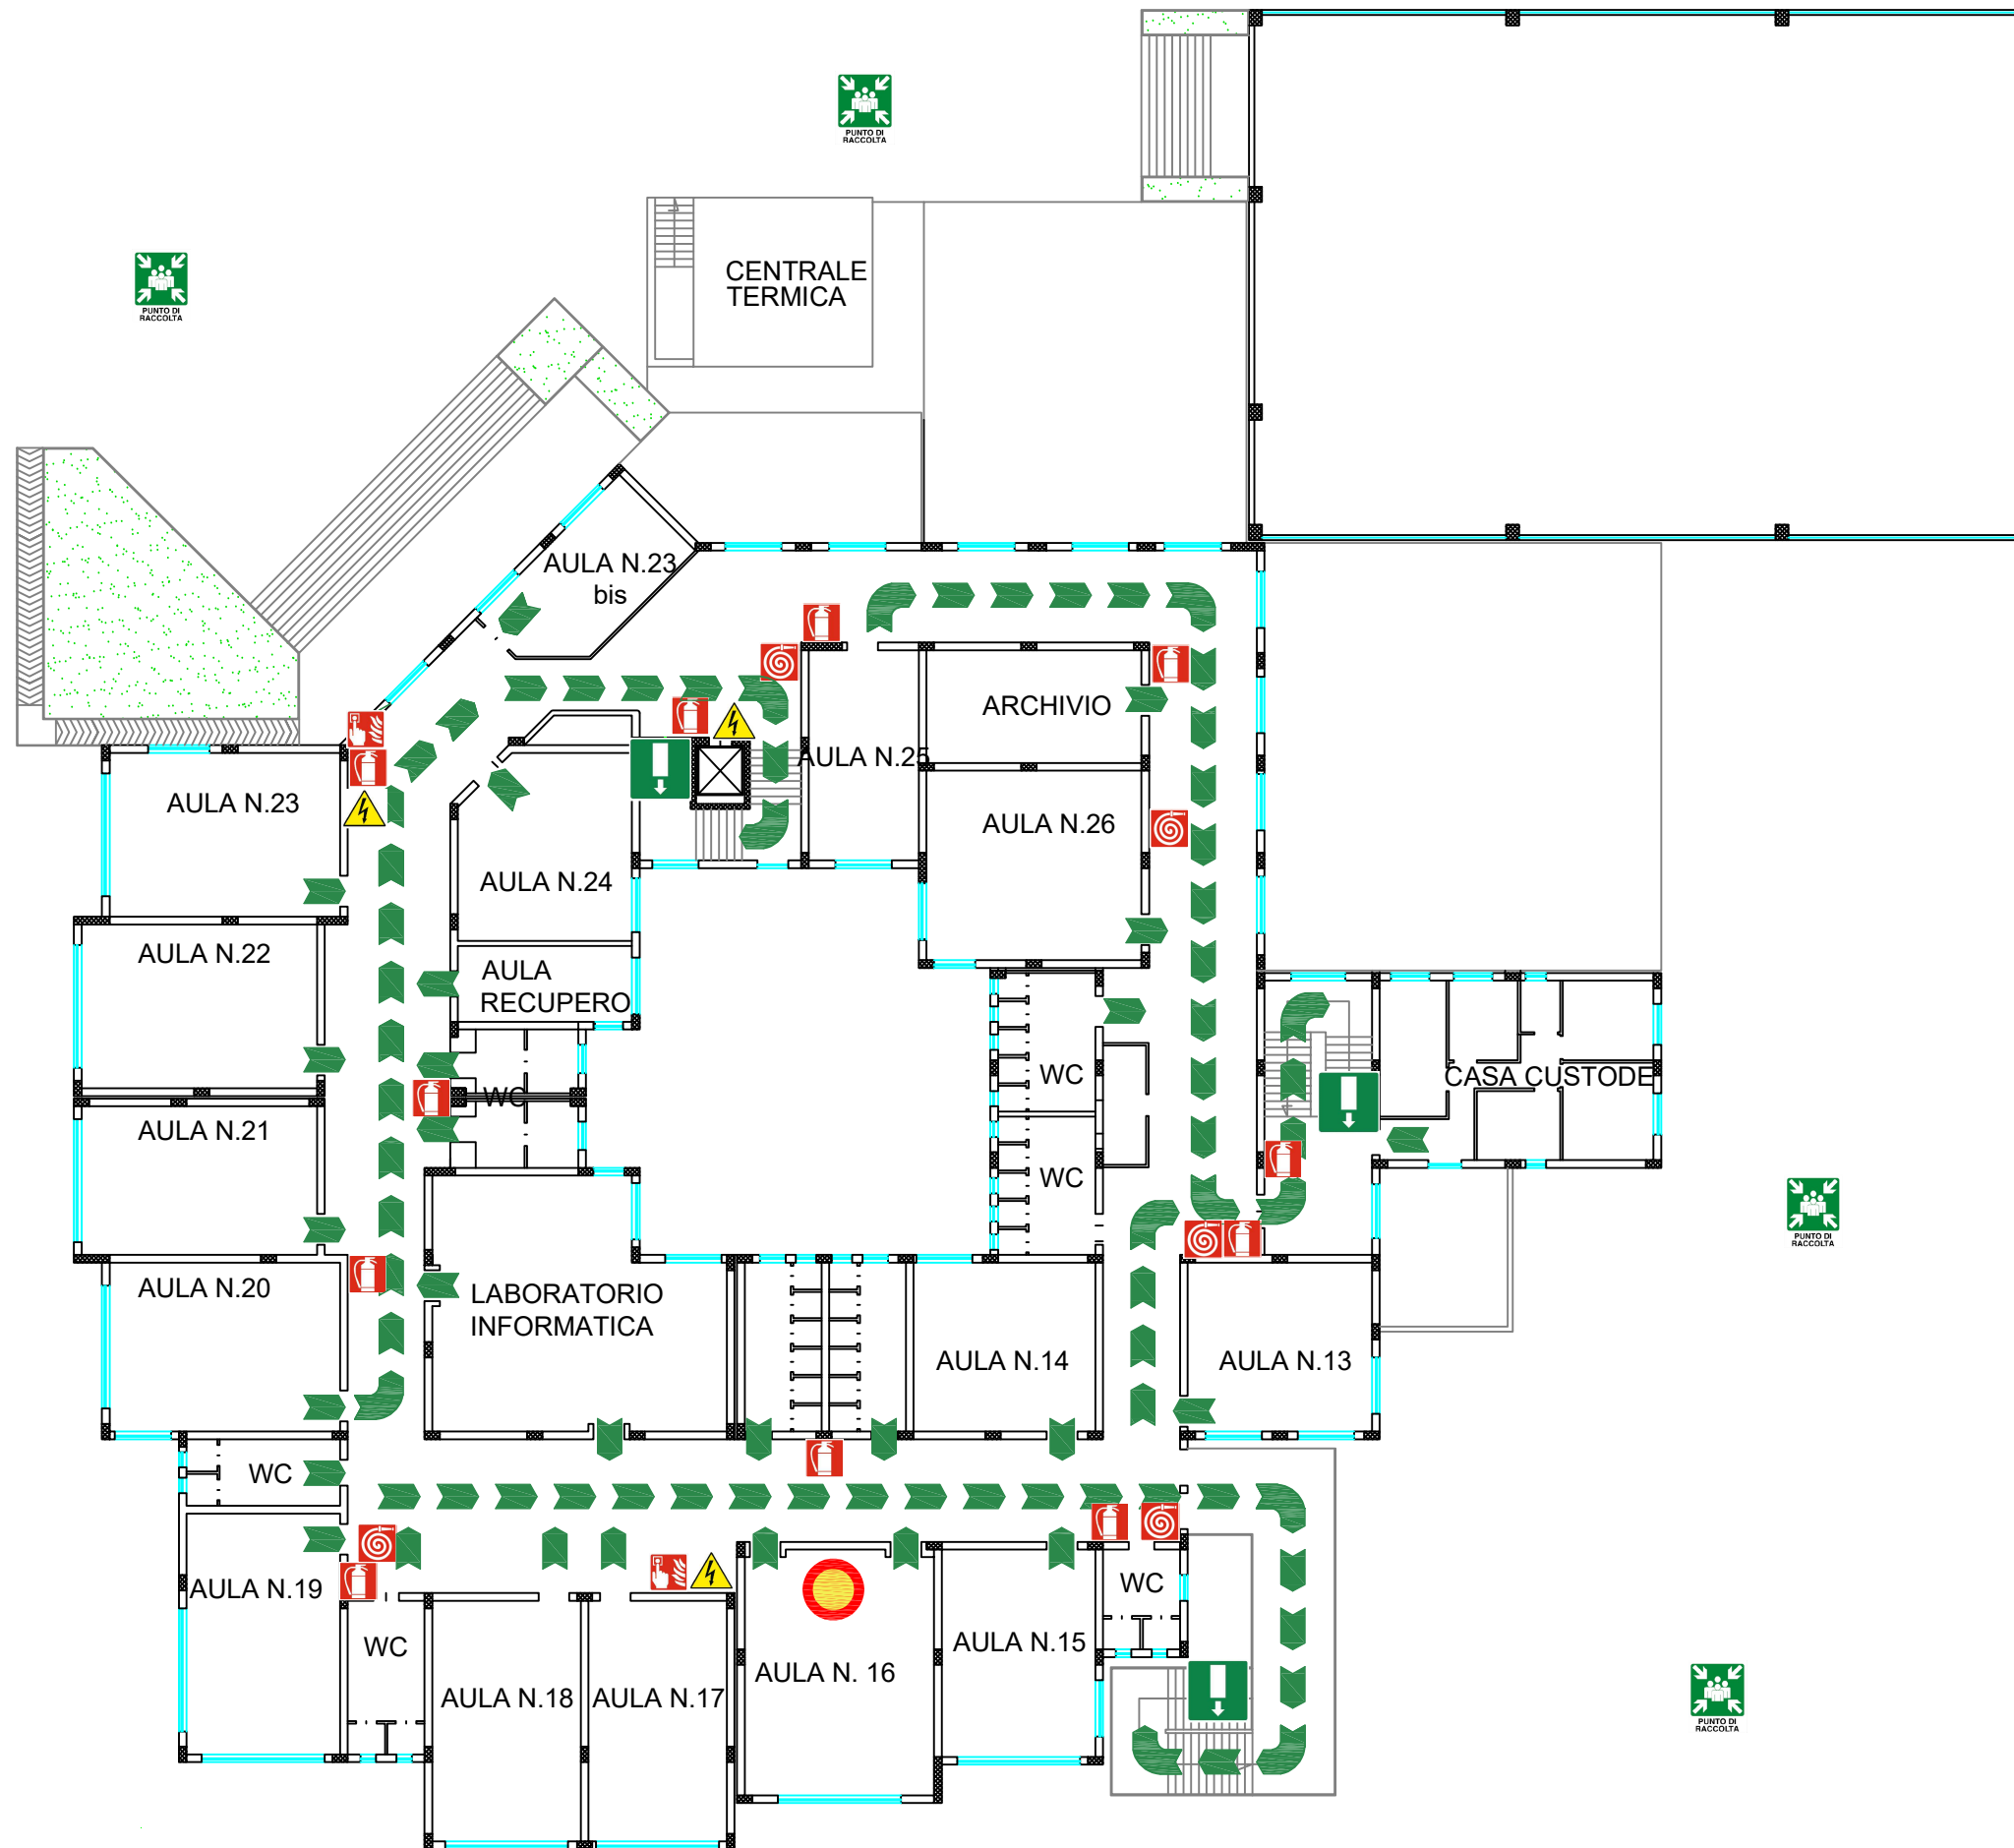 PUNTO DI
RACCOLTA
PUNTO DI
RACCOLTA
CENTRALE
TERMICA
AULA N.23
bis
ARCHIVIO
AULA N.25
AULA N.23
AULA N.26
AULA N.24
AULA N.22
AULA
RECUPERO
WC
CASA CUSTODE
WC
AULA N.21
WC
PUNTO DI
RACCOLTA
AULA N.20
LABORATORIO
INFORMATICA
AULA N.14
AULA N.13
WC
AULA N.19
WC
WC
AULA N.15
AULA N. 16
AULA N.18
AULA N.17
PUNTO DI
RACCOLTA